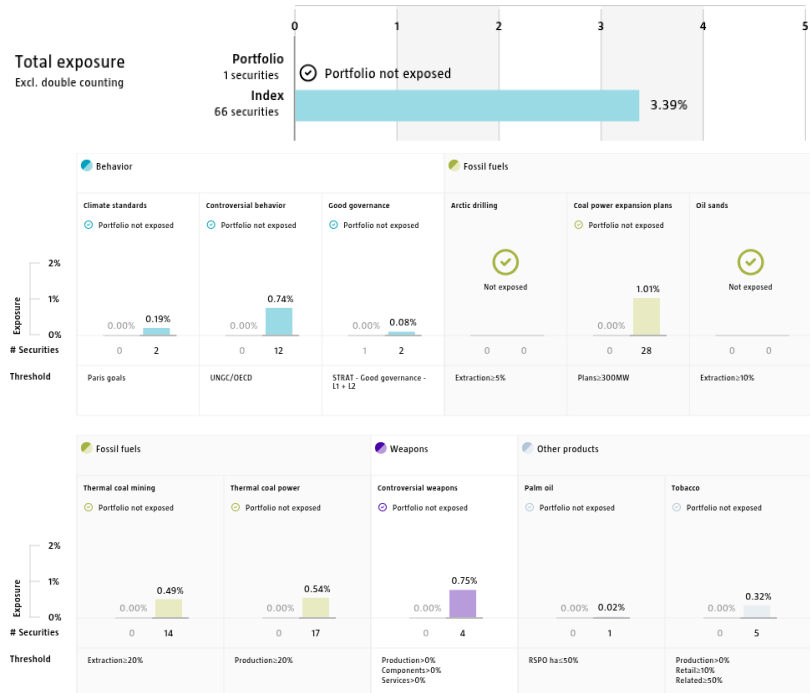 0 1 2 3 4 5
Total exposure
Excl. double counting
Portfolio
1 securities
Portfolio not exposed
Index
66 securities
3.39%
Behavior
Fossil fuels
Climate standards
Controversial behavior
Good governance
Arctic drilling
Coal power expansion plans
Oil sands
Portfolio not exposed
Portfolio not exposed
Portfolio not exposed
Portfolio not exposed
Not exposed
Not exposed
Exposure
2%
1%
0%
0.00% 0.19%
0.00% 0.74%
0.00% 0.08%
0.00% 1.01%
# Securities
0 2
0 12
1 2
0 0
0 28
0 0
Threshold
Paris goals
UNGC/OECD
STRAT - Good governance -
L1 + L2
Extraction≥5%
Plans≥300MW
Extraction≥10%
Fossil fuels
Weapons
Other products
Thermal coal mining
Thermal coal power
Controversial weapons
Palm oil
Tobacco
Portfolio not exposed
Portfolio not exposed
Portfolio not exposed
Portfolio not exposed
Portfolio not exposed
Exposure
2%
1%
0%
0.00% 0.49%
0.00% 0.54%
0.00% 0.75%
0.00% 0.02%
0.00% 0.32%
# Securities
0 14
0 17
0 4
0 1
0 5
Threshold
Extraction≥20%
Production≥20%
Production>0%
Components>0%
Services>0%
RSPO ha≤50%
Production>0%
Retail≥10%
Related≥50%